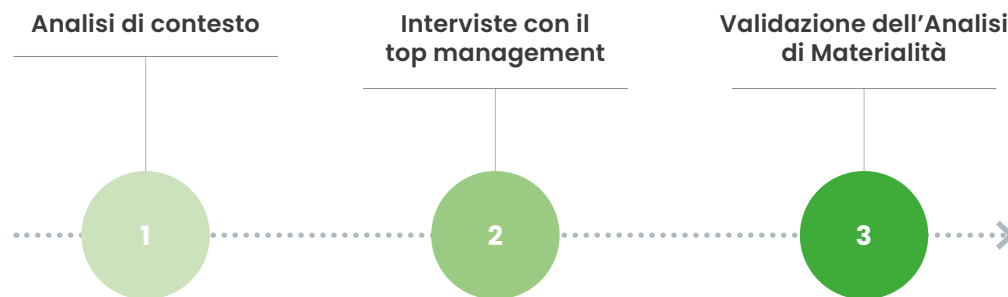 Analisi di contesto
Interviste con il
top management
Validazione dell’Analisi
di Materialità
1
2
3